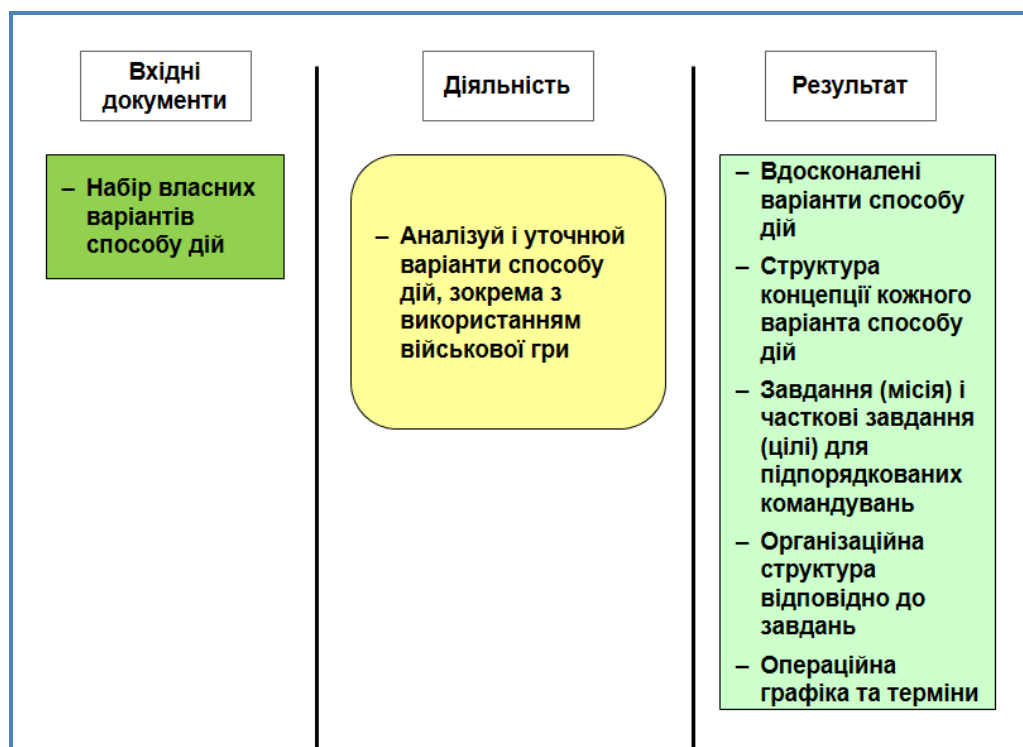 Вхідні
документи
Діяльність
Результат
– Набір власних
варіантів
способу дій
– Аналізуй і уточнюй
варіанти способу
дій, зокрема з
використанням
військової гри
– Вдосконалені
варіанти способу
дій
– Структура
концепції кожного
варіанта способу
дій
– Завдання (місія) і
часткові завдання
(цілі) для
підпорядкованих
командувань
– Організаційна
структура
відповідно до
завдань
– Операційна
графіка та терміни